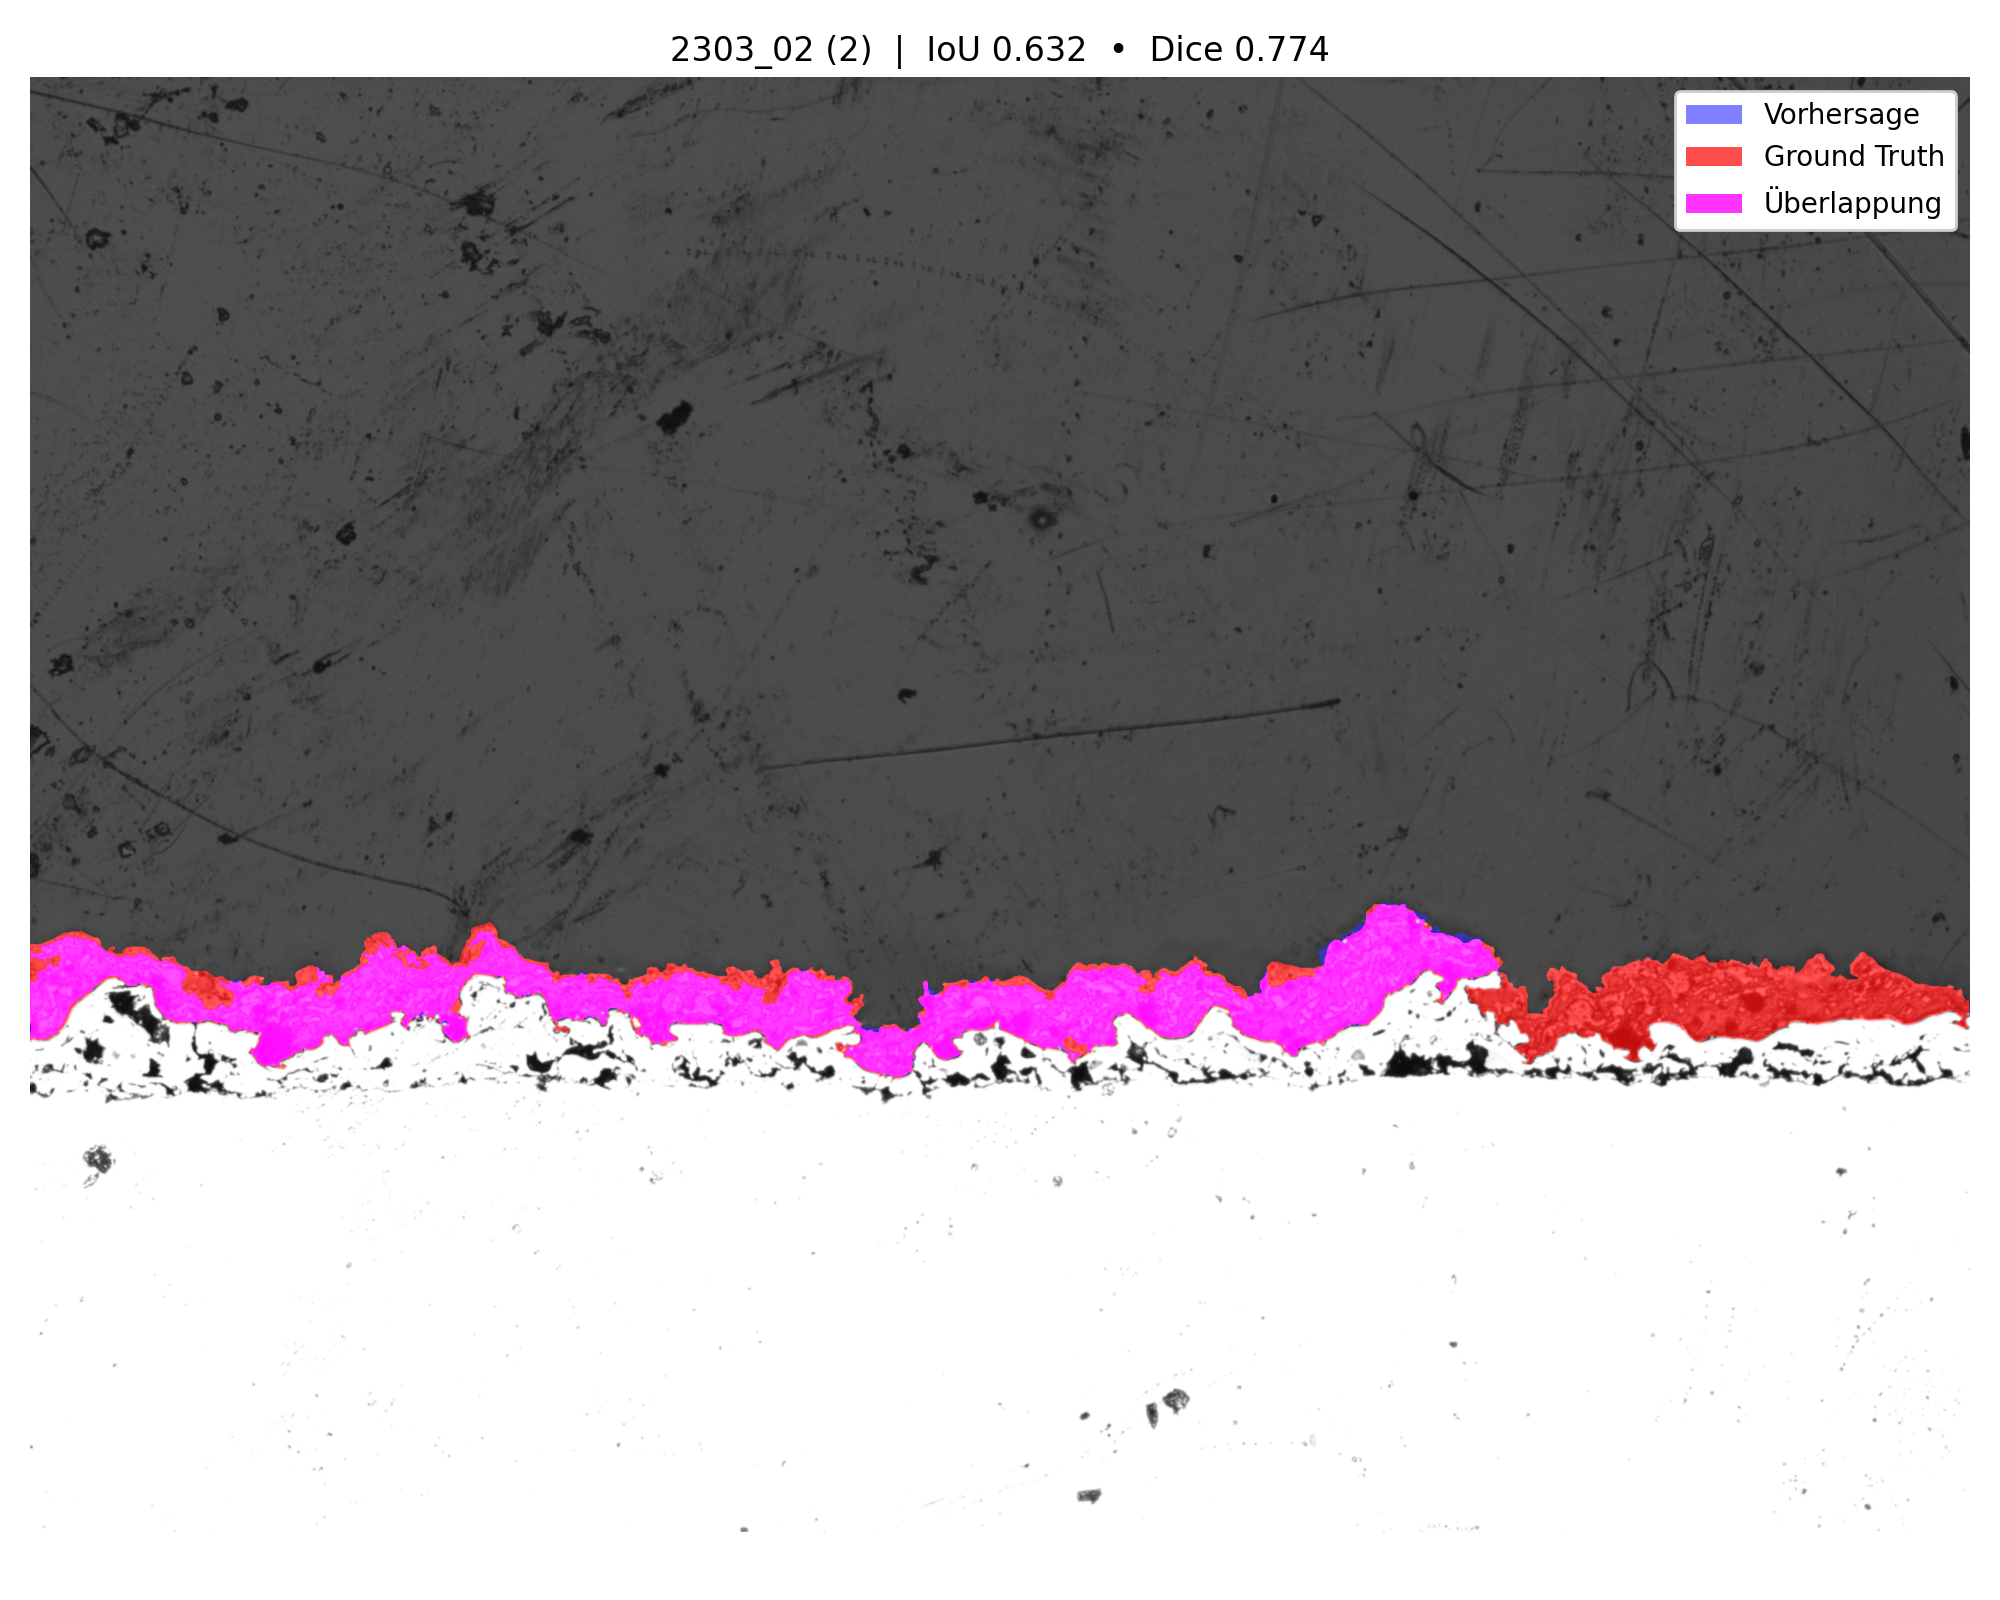 2303_02 (2) | IoU 0.632 • Dice 0.774
Vorhersage
Ground Truth
Überlappung